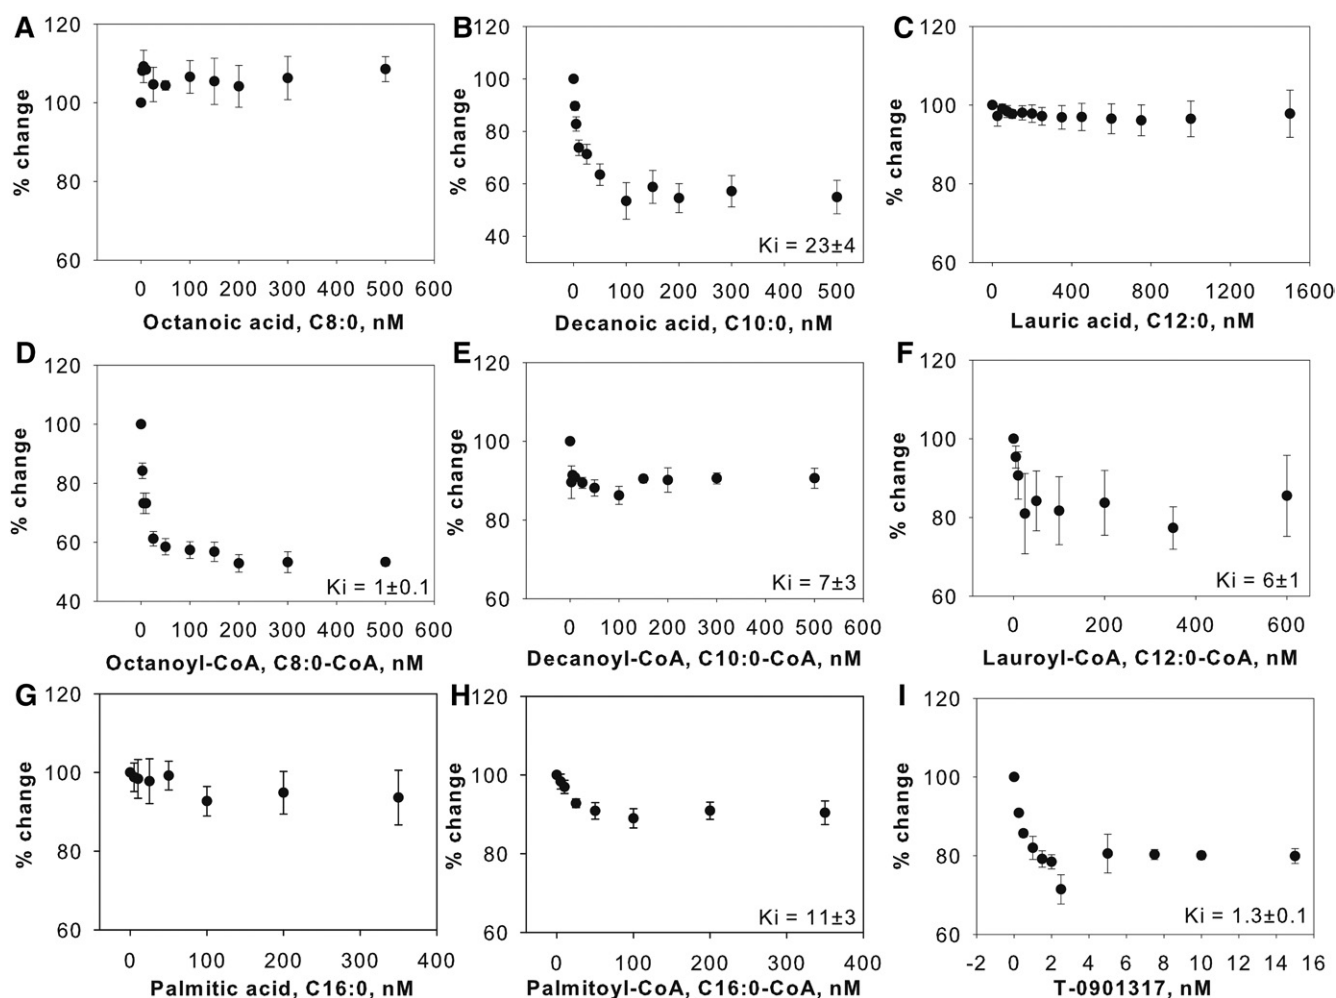 A
120
100
80
60
% change
0 100 200 300 400 500 600
Octanoic acid, C8:0, nM
B
120
100
80
60
40
% change
Ki = 23±4
0 100 200 300 400 500
Decanoic acid, C10:0, nM
C
120
100
80
60
% change
0 400 800 1200 1600
Lauric acid, C12:0, nM
D
120
100
80
60
40
% change
Ki = 1±0.1
0 100 200 300 400 500 600
Octanoyl-CoA, C8:0-CoA, nM
E
120
100
80
60
% change
Ki = 7±3
0 100 200 300 400 500 600
Decanoyl-CoA, C10:0-CoA, nM
F
120
100
80
60
% change
Ki = 6±1
0 200 400 600
Lauroyl-CoA, C12:0-CoA, nM
G
120
100
80
60
% change
0 100 200 300 400
Palmitic acid, C16:0, nM
H
120
100
80
60
% change
Ki = 11±3
0 100 200 300 400
Palmitoyl-CoA, C16:0-CoA, nM
I
120
100
80
60
% change
Ki = 1.3±0.1
-2 0 2 4 6 8 10 12 14 16
T-0901317, nM